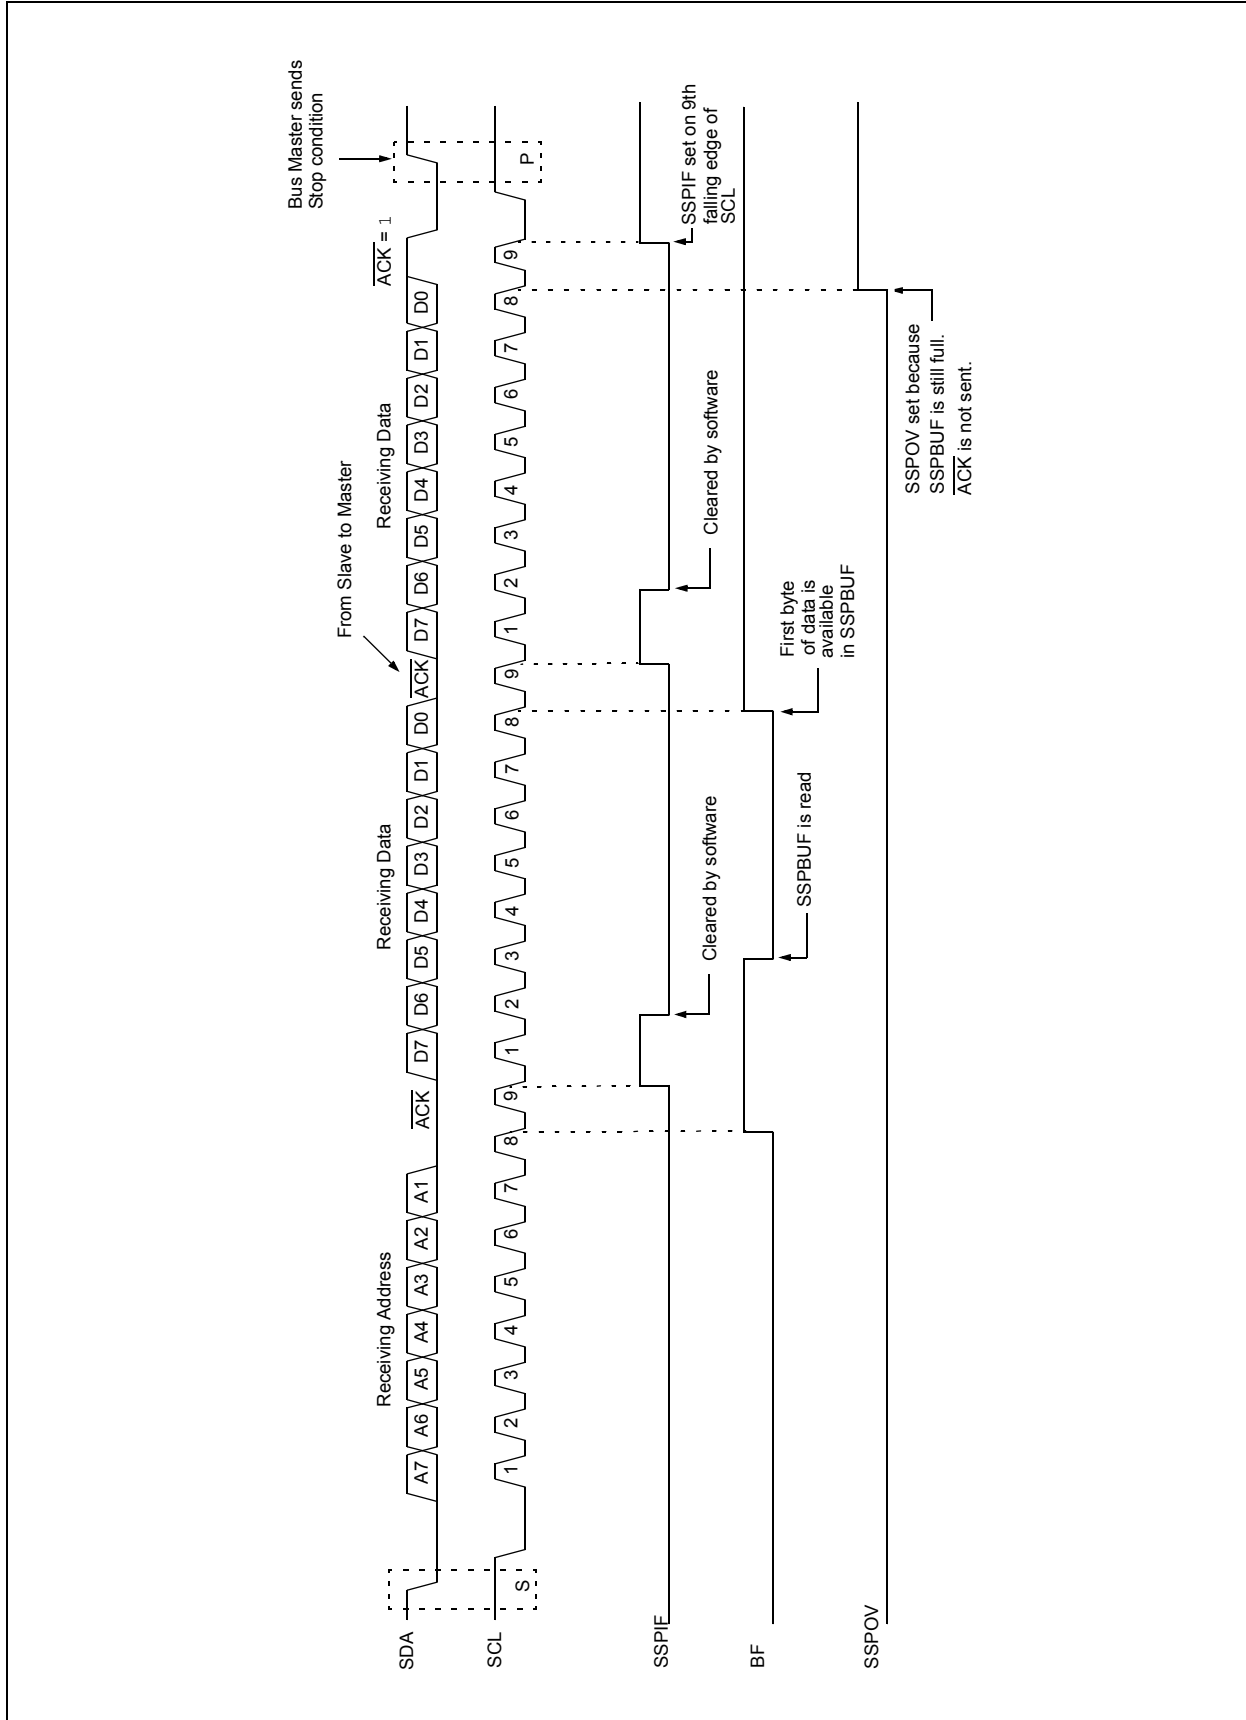 Bus Master sends
Stop condition
From Slave to Master
Receiving Address
Receiving Data
Receiving Data
ACK = 1
SDA
A7 A6 A5 A4 A3 A2 A1 ACK D7 D6 D5 D4 D3 D2 D1 D0 ACK D7 D6 D5 D4 D3 D2 D1 D0
SCL
S 1 2 3 4 5 6 7 8 9 1 2 3 4 5 6 7 8 9 1 2 3 4 5 6 7 8 9 P
SSPIF
Cleared by software
Cleared by software
SSPIF set on 9th
falling edge of
SCL
BF
SSPBUF is read
First byte
of data is
available
in SSPBUF
SSPOV
SSPOV set because
SSPBUF is still full.
ACK is not sent.